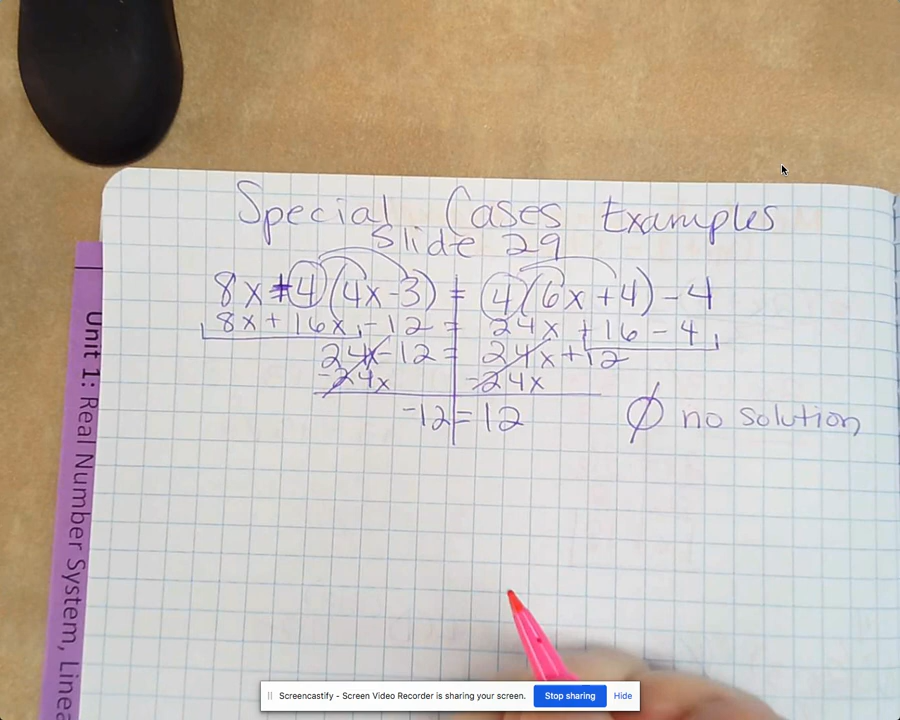 Special Cases Examples
Slide 29
8x + 4(4x - 3) = 4(6x + 4) - 4
8x + 16x - 12 = 24x + 16 - 4
24x - 12 = 24x + 12
-24x -24x
-12 = 12 ∅ no solution
Unit 1: Real Number System, Linea
Screencastify - Screen Video Recorder is sharing your screen. Stop sharing Hide